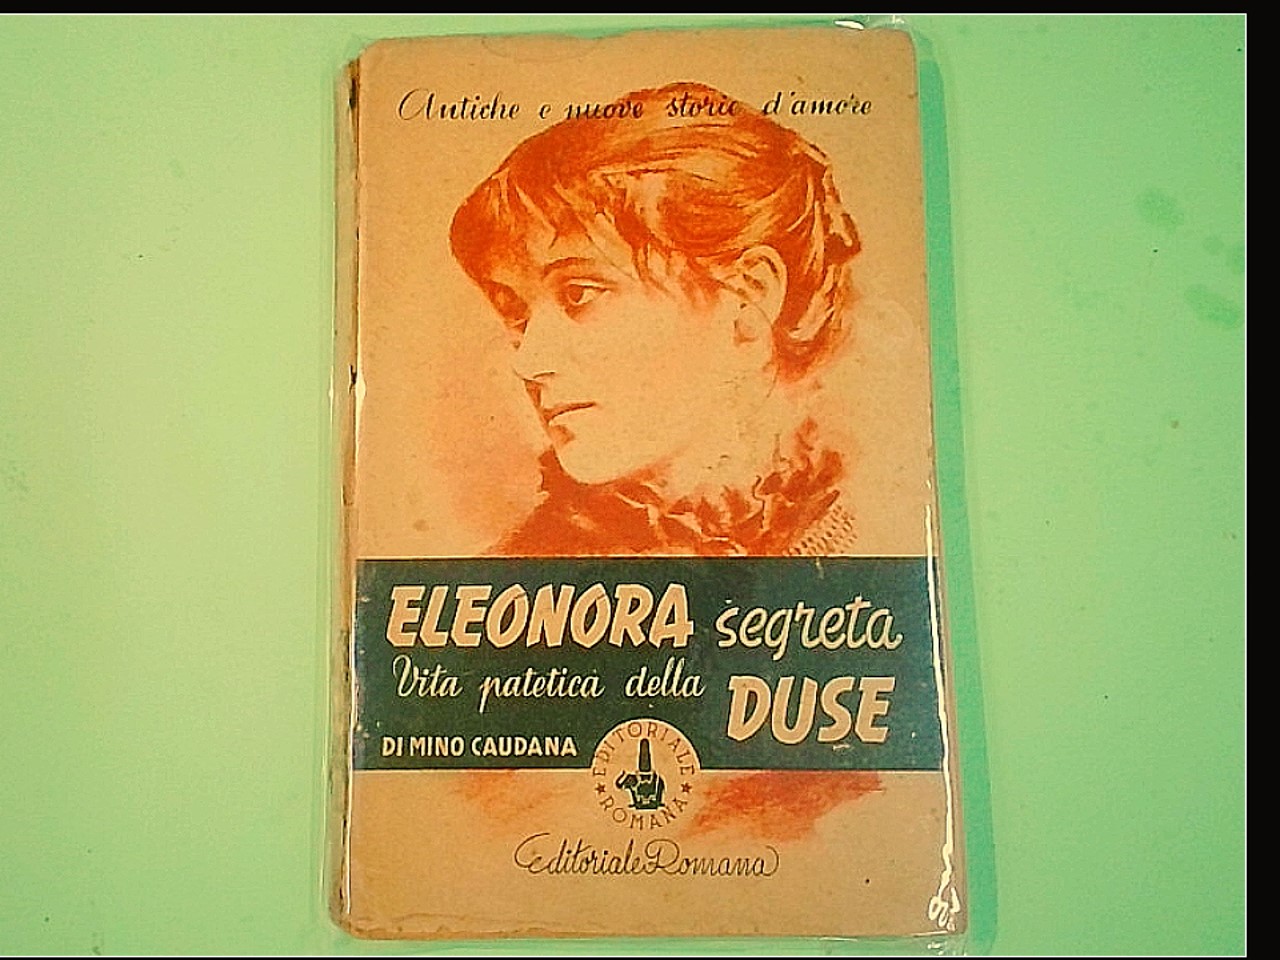 Antiche e nuove storie d'amore
ELEONORA segreta
Vita patetica della DUSE
DI MINO CAUDANA
EDITORIALE ROMANA
Editoriale Romana